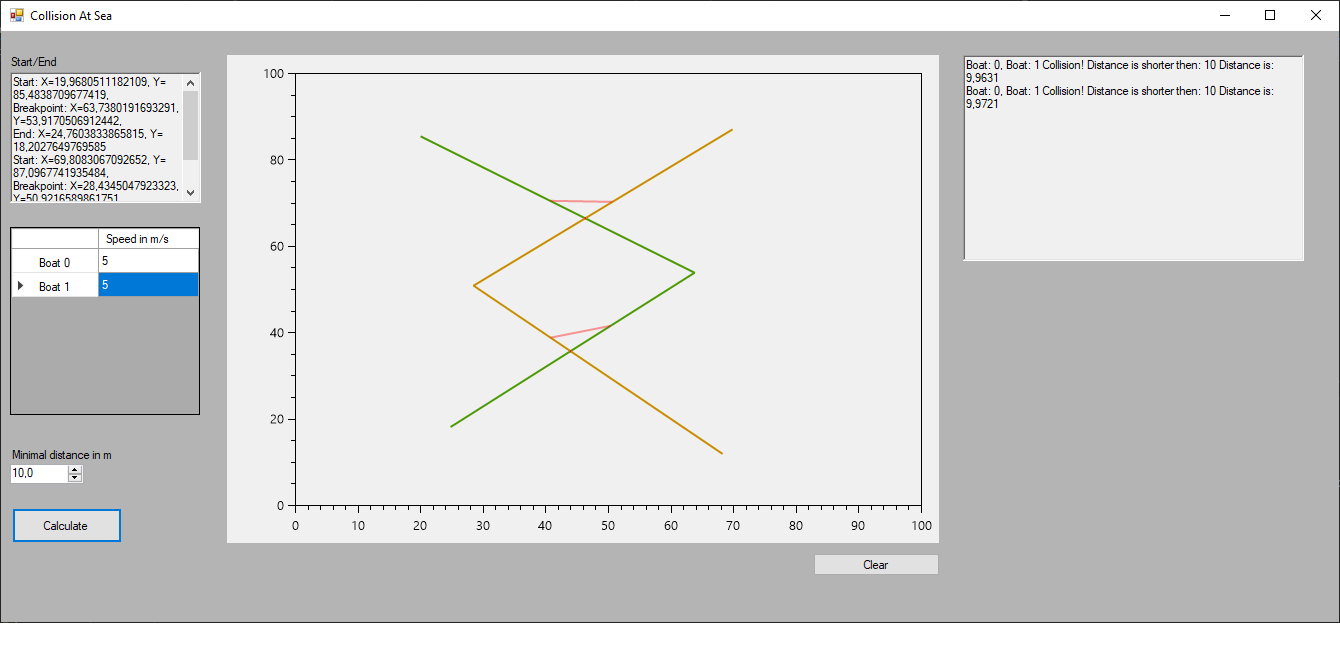 Collision At Sea
Start/End
Start: X=19,9680511182109, Y=
85,4838709677419,
Breakpoint: X=63,7380191693291,
Y=53,9170506912442,
End: X=24,7603833865815, Y=
18,2027649769585
Start: X=69,8083067092652, Y=
87,0967741935484,
Breakpoint: X=28,4345047923323,
Y=50,9216589861751
Speed in m/s
Boat 0 5
Boat 1 5
Minimal distance in m
10,0
Calculate
100
80
60
40
20
0
0 10 20 30 40 50 60 70 80 90 100
Clear
Boat: 0, Boat: 1 Collision! Distance is shorter then: 10 Distance is:
9,9631
Boat: 0, Boat: 1 Collision! Distance is shorter then: 10 Distance is:
9,9721